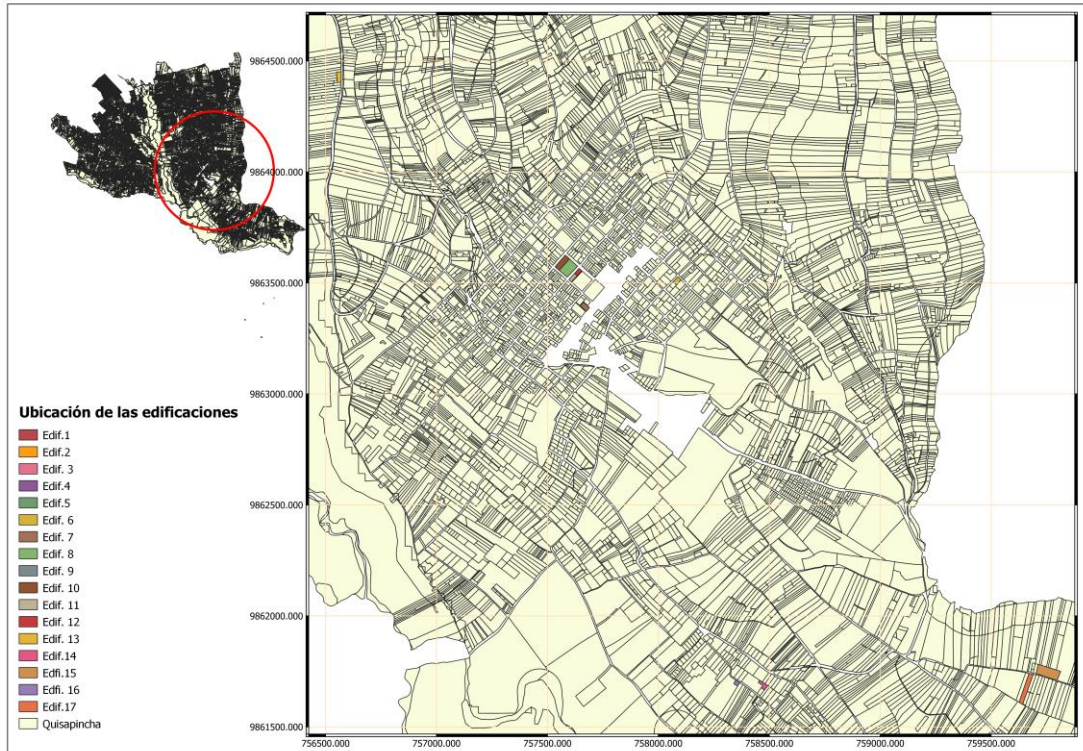 9864500.000
9864000.000
9863500.000
9863000.000
9862500.000
9862000.000
9861500.000
756500.000
757000.000
757500.000
758000.000
758500.000
759000.000
759500.000
Ubicación de las edificaciones
Edif.1
Edif.2
Edif. 3
Edif.4
Edif.5
Edif. 6
Edif. 7
Edif. 8
Edif. 9
Edif. 10
Edif. 11
Edif. 12
Edif. 13
Edif.14
Edfi.15
Edfi. 16
Edif.17
Quisapincha